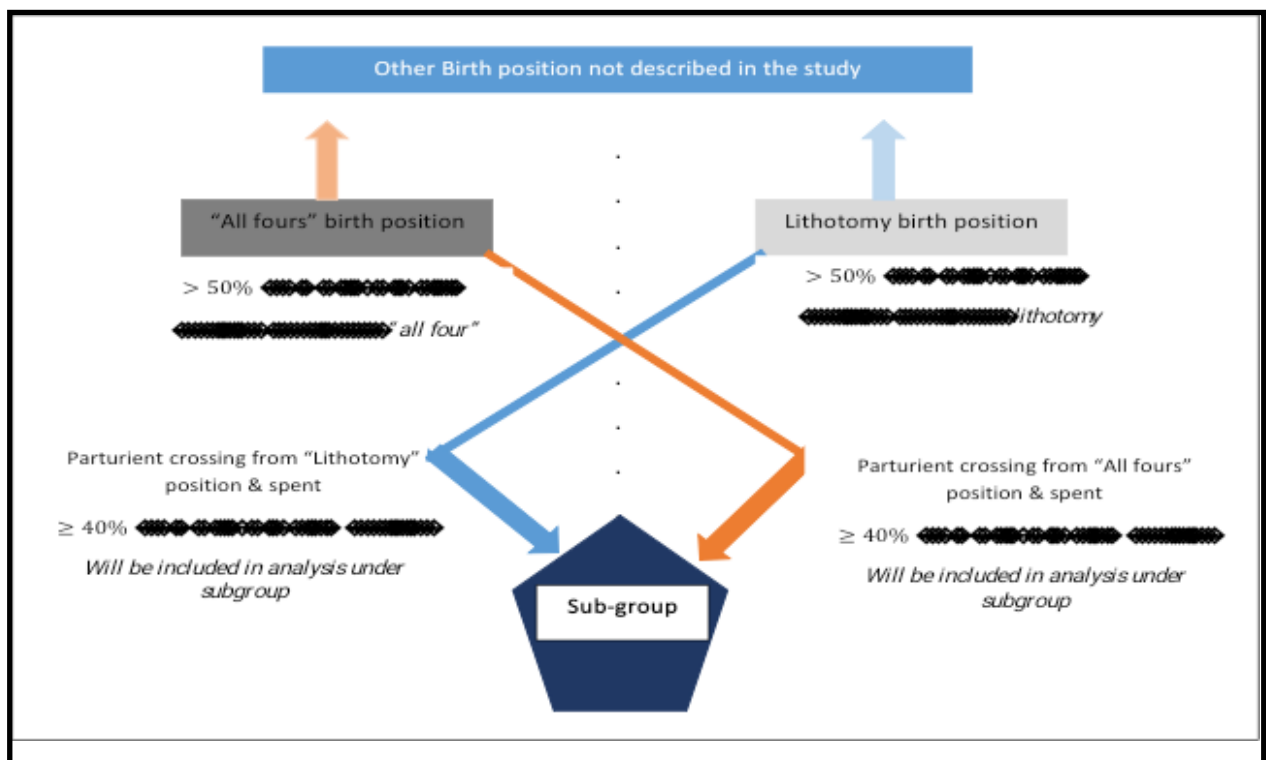 Other Birth position not described in the study
“All fours” birth position
Lithotomy birth position
> 50%
“all four”
> 50%
lithotomy
Parturient crossing from “Lithotomy”
position & spent
≥ 40%
Will be included in analysis under
subgroup
Parturient crossing from “All fours”
position & spent
≥ 40%
Will be included in analysis under
subgroup
Sub-group